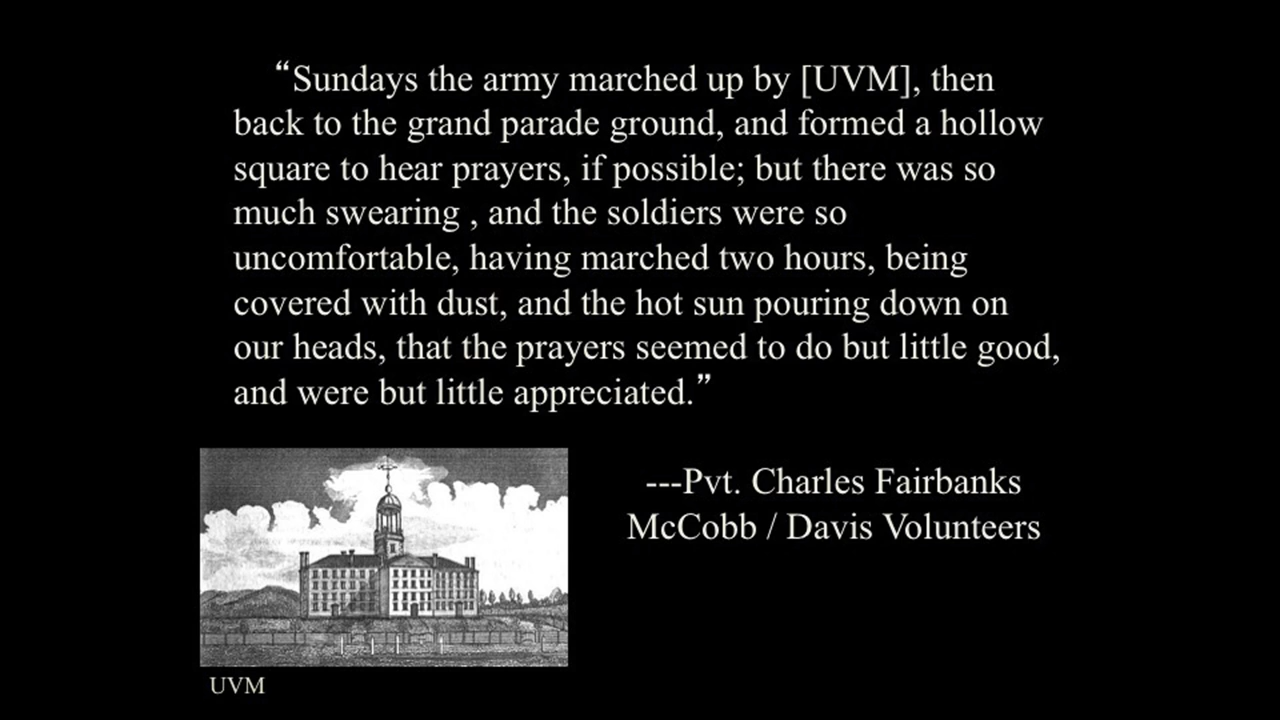 “Sundays the army marched up by [UVM], then
back to the grand parade ground, and formed a hollow
square to hear prayers, if possible; but there was so
much swearing , and the soldiers were so
uncomfortable, having marched two hours, being
covered with dust, and the hot sun pouring down on
our heads, that the prayers seemed to do but little good,
and were but little appreciated.”
---Pvt. Charles Fairbanks
McCobb / Davis Volunteers
UVM